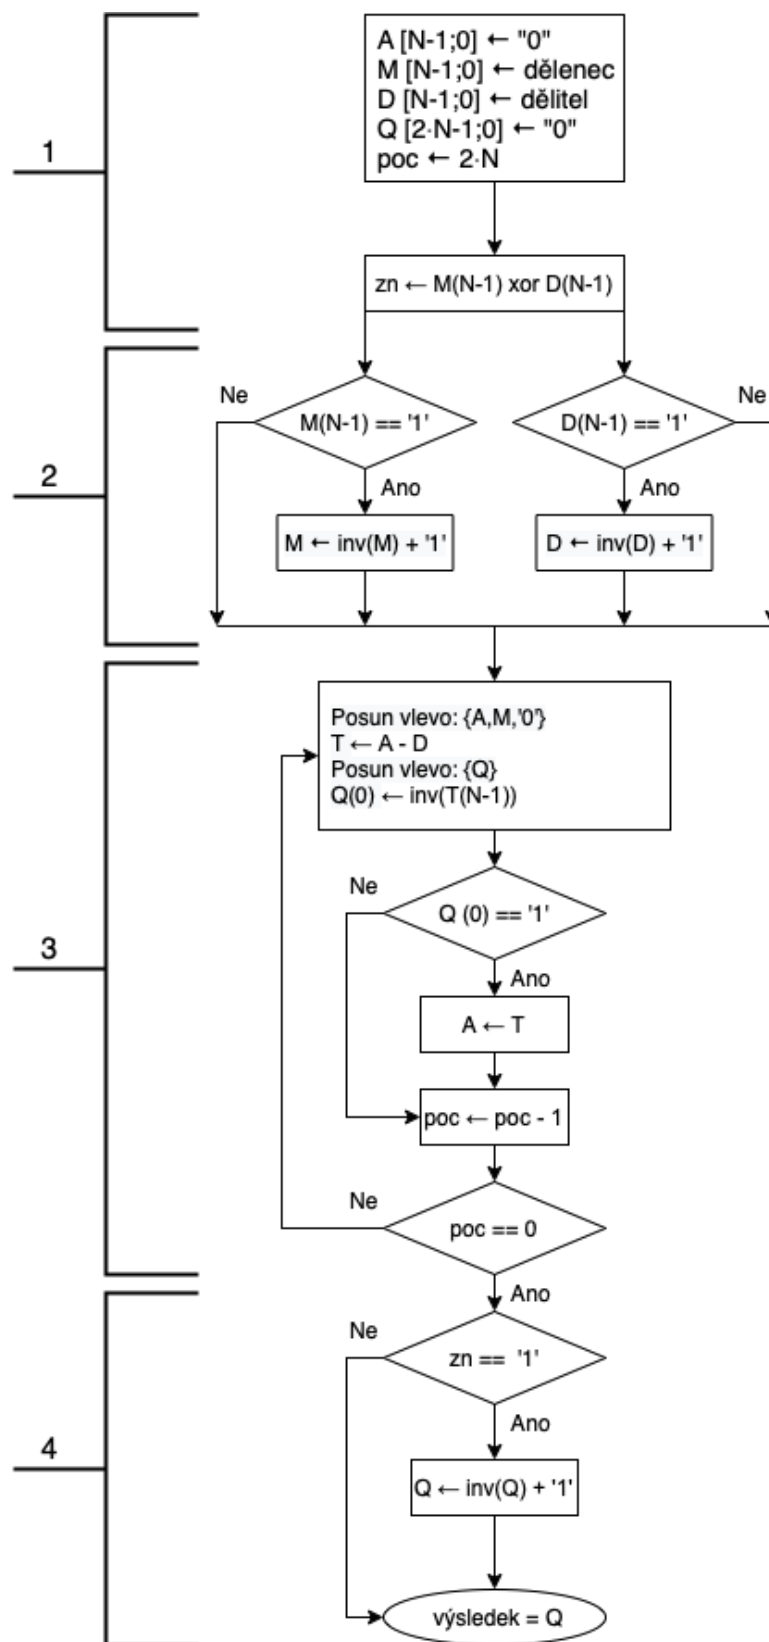 A [N-1;0] ← "0"
M [N-1;0] ← dělenec
D [N-1;0] ← dělitel
Q [2·N-1;0] ← "0"
poc ← 2·N
1
zn ← M(N-1) xor D(N-1)
Ne
Ne
M(N-1) == '1'
D(N-1) == '1'
2
Ano
Ano
M ← inv(M) + '1'
D ← inv(D) + '1'
Posun vlevo: {A,M,'0'}
T ← A - D
Posun vlevo: {Q}
Q(0) ← inv(T(N-1))
Ne
Q (0) == '1'
3
Ano
A ← T
poc ← poc - 1
Ne
poc == 0
Ano
Ne
zn == '1'
Ano
4
Q ← inv(Q) + '1'
výsledek = Q